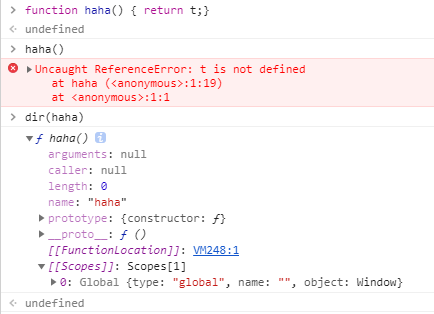 > function haha() { return t;}
< undefined
> haha()
▶Uncaught ReferenceError: t is not defined
at haha (<anonymous>:1:19)
at <anonymous>:1:1
> dir(haha)
▼ ƒ haha() i
arguments: null
caller: null
length: 0
name: "haha"
▶ prototype: {constructor: ƒ}
▶ __proto__: ƒ ()
[[FunctionLocation]]: VM248:1
▼ [[Scopes]]: Scopes[1]
▶ 0: Global {type: "global", name: "", object: Window}
< undefined